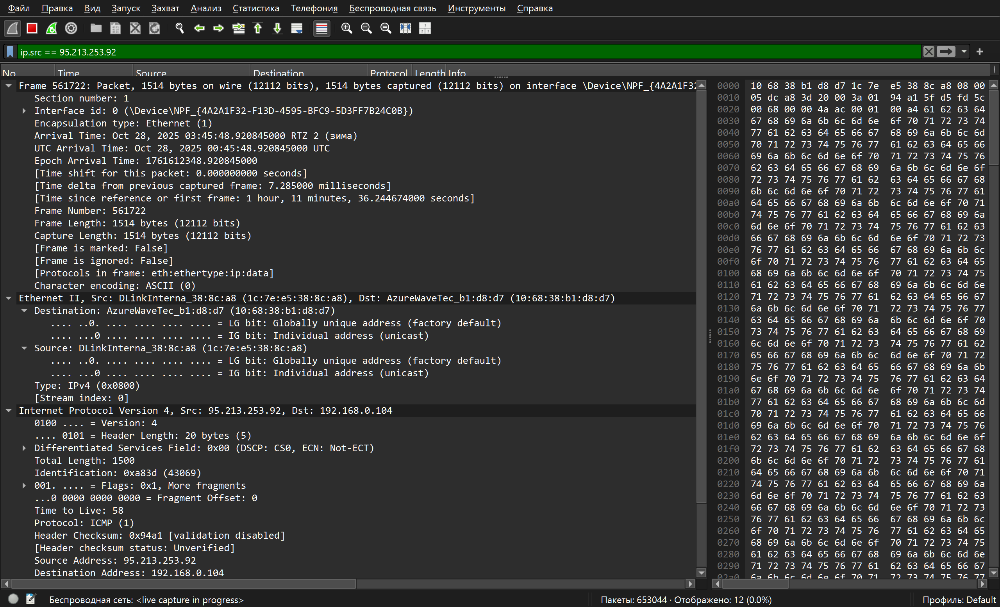 Файл Правка Вид Запуск Захват Анализ Статистика Телефония Беспроводная связь Инструменты Справка
ip.src == 95.213.253.92
No. Time Source Destination Protocol Length Info
Frame 561722: Packet, 1514 bytes on wire (12112 bits), 1514 bytes captured (12112 bits) on interface \Device\NPF_{4A2A1F32
Section number: 1
Interface id: 0 (\Device\NPF_{4A2A1F32-F13D-4595-BFC9-5D3FF7B24C0B})
Encapsulation type: Ethernet (1)
Arrival Time: Oct 28, 2025 03:45:48.920845000 RTZ 2 (зима)
UTC Arrival Time: Oct 28, 2025 00:45:48.920845000 UTC
Epoch Arrival Time: 1761612348.920845000
[Time shift for this packet: 0.000000000 seconds]
[Time delta from previous captured frame: 7.285000 milliseconds]
[Time since reference or first frame: 1 hour, 11 minutes, 36.244674000 seconds]
Frame Number: 561722
Frame Length: 1514 bytes (12112 bits)
Capture Length: 1514 bytes (12112 bits)
[Frame is marked: False]
[Frame is ignored: False]
[Protocols in frame: eth:ethertype:ip:data]
Character encoding: ASCII (0)
Ethernet II, Src: DLinkInterna_38:8c:a8 (1c:7e:e5:38:8c:a8), Dst: AzureWaveTec_b1:d8:d7 (10:68:38:b1:d8:d7)
Destination: AzureWaveTec_b1:d8:d7 (10:68:38:b1:d8:d7)
.... ..0. .... .... .... .... = LG bit: Globally unique address (factory default)
.... ...0 .... .... .... .... = IG bit: Individual address (unicast)
Source: DLinkInterna_38:8c:a8 (1c:7e:e5:38:8c:a8)
.... ..0. .... .... .... .... = LG bit: Globally unique address (factory default)
.... ...0 .... .... .... .... = IG bit: Individual address (unicast)
Type: IPv4 (0x0800)
[Stream index: 0]
Internet Protocol Version 4, Src: 95.213.253.92, Dst: 192.168.0.104
0100 .... = Version: 4
.... 0101 = Header Length: 20 bytes (5)
Differentiated Services Field: 0x00 (DSCP: CS0, ECN: Not-ECT)
Total Length: 1500
Identification: 0xa83d (43069)
001. .... = Flags: 0x1, More fragments
...0 0000 0000 0000 = Fragment Offset: 0
Time to Live: 58
Protocol: ICMP (1)
Header Checksum: 0x94a1 [validation disabled]
[Header checksum status: Unverified]
Source Address: 95.213.253.92
Destination Address: 192.168.0.104
0000 10 68 38 b1 d8 d7 1c 7e e5 38 8c a8 08 00
0010 05 dc a8 3d 20 00 3a 01 94 a1 5f d5 fd 5c
0020 00 68 00 00 4a ac 00 01 00 a4 61 62 63 64
0030 67 68 69 6a 6b 6c 6d 6e 6f 70 71 72 73 74
0040 77 61 62 63 64 65 66 67 68 69 6a 6b 6c 6d
0050 70 71 72 73 74 75 76 77 61 62 63 64 65 66
0060 69 6a 6b 6c 6d 6e 6f 70 71 72 73 74 75 76
0070 62 63 64 65 66 67 68 69 6a 6b 6c 6d 6e 6f
0080 72 73 74 75 76 77 61 62 63 64 65 66 67 68
0090 6b 6c 6d 6e 6f 70 71 72 73 74 75 76 77 61
00a0 64 65 66 67 68 69 6a 6b 6c 6d 6e 6f 70 71
00b0 74 75 76 77 61 62 63 64 65 66 67 68 69 6a
00c0 6d 6e 6f 70 71 72 73 74 75 76 77 61 62 63
00d0 66 67 68 69 6a 6b 6c 6d 6e 6f 70 71 72 73
00e0 76 77 61 62 63 64 65 66 67 68 69 6a 6b 6c
00f0 6f 70 71 72 73 74 75 76 77 61 62 63 64 65
0100 68 69 6a 6b 6c 6d 6e 6f 70 71 72 73 74 75
0110 61 62 63 64 65 66 67 68 69 6a 6b 6c 6d 6e
0120 71 72 73 74 75 76 77 61 62 63 64 65 66 67
0130 6a 6b 6c 6d 6e 6f 70 71 72 73 74 75 76 77
0140 63 64 65 66 67 68 69 6a 6b 6c 6d 6e 6f 70
0150 73 74 75 76 77 61 62 63 64 65 66 67 68 69
0160 6c 6d 6e 6f 70 71 72 73 74 75 76 77 61 62
0170 65 66 67 68 69 6a 6b 6c 6d 6e 6f 70 71 72
0180 75 76 77 61 62 63 64 65 66 67 68 69 6a 6b
0190 6e 6f 70 71 72 73 74 75 76 77 61 62 63 64
01a0 67 68 69 6a 6b 6c 6d 6e 6f 70 71 72 73 74
01b0 77 61 62 63 64 65 66 67 68 69 6a 6b 6c 6d
01c0 70 71 72 73 74 75 76 77 61 62 63 64 65 66
01d0 69 6a 6b 6c 6d 6e 6f 70 71 72 73 74 75 76
01e0 62 63 64 65 66 67 68 69 6a 6b 6c 6d 6e 6f
01f0 72 73 74 75 76 77 61 62 63 64 65 66 67 68
0200 6b 6c 6d 6e 6f 70 71 72 73 74 75 76 77 61
0210 64 65 66 67 68 69 6a 6b 6c 6d 6e 6f 70 71
0220 74 75 76 77 61 62 63 64 65 66 67 68 69 6a
0230 6d 6e 6f 70 71 72 73 74 75 76 77 61 62 63
0240 66 67 68 69 6a 6b 6c 6d 6e 6f 70 71 72 73
0250 76 77 61 62 63 64 65 66 67 68 69 6a 6b 6c
0260 6f 70 71 72 73 74 75 76 77 61 62 63 64 65
0270 68 69 6a 6b 6c 6d 6e 6f 70 71 72 73 74 75
0280 61 62 63 64 65 66 67 68 69 6a 6b 6c 6d 6e
0290 71 72 73 74 75 76 77 61 62 63 64 65 66 67
02a0 6a 6b 6c 6d 6e 6f 70 71 72 73 74 75 76 77
Беспроводная сеть: <live capture in progress>
Пакеты: 653044 · Отображено: 12 (0.0%)
Профиль: Default